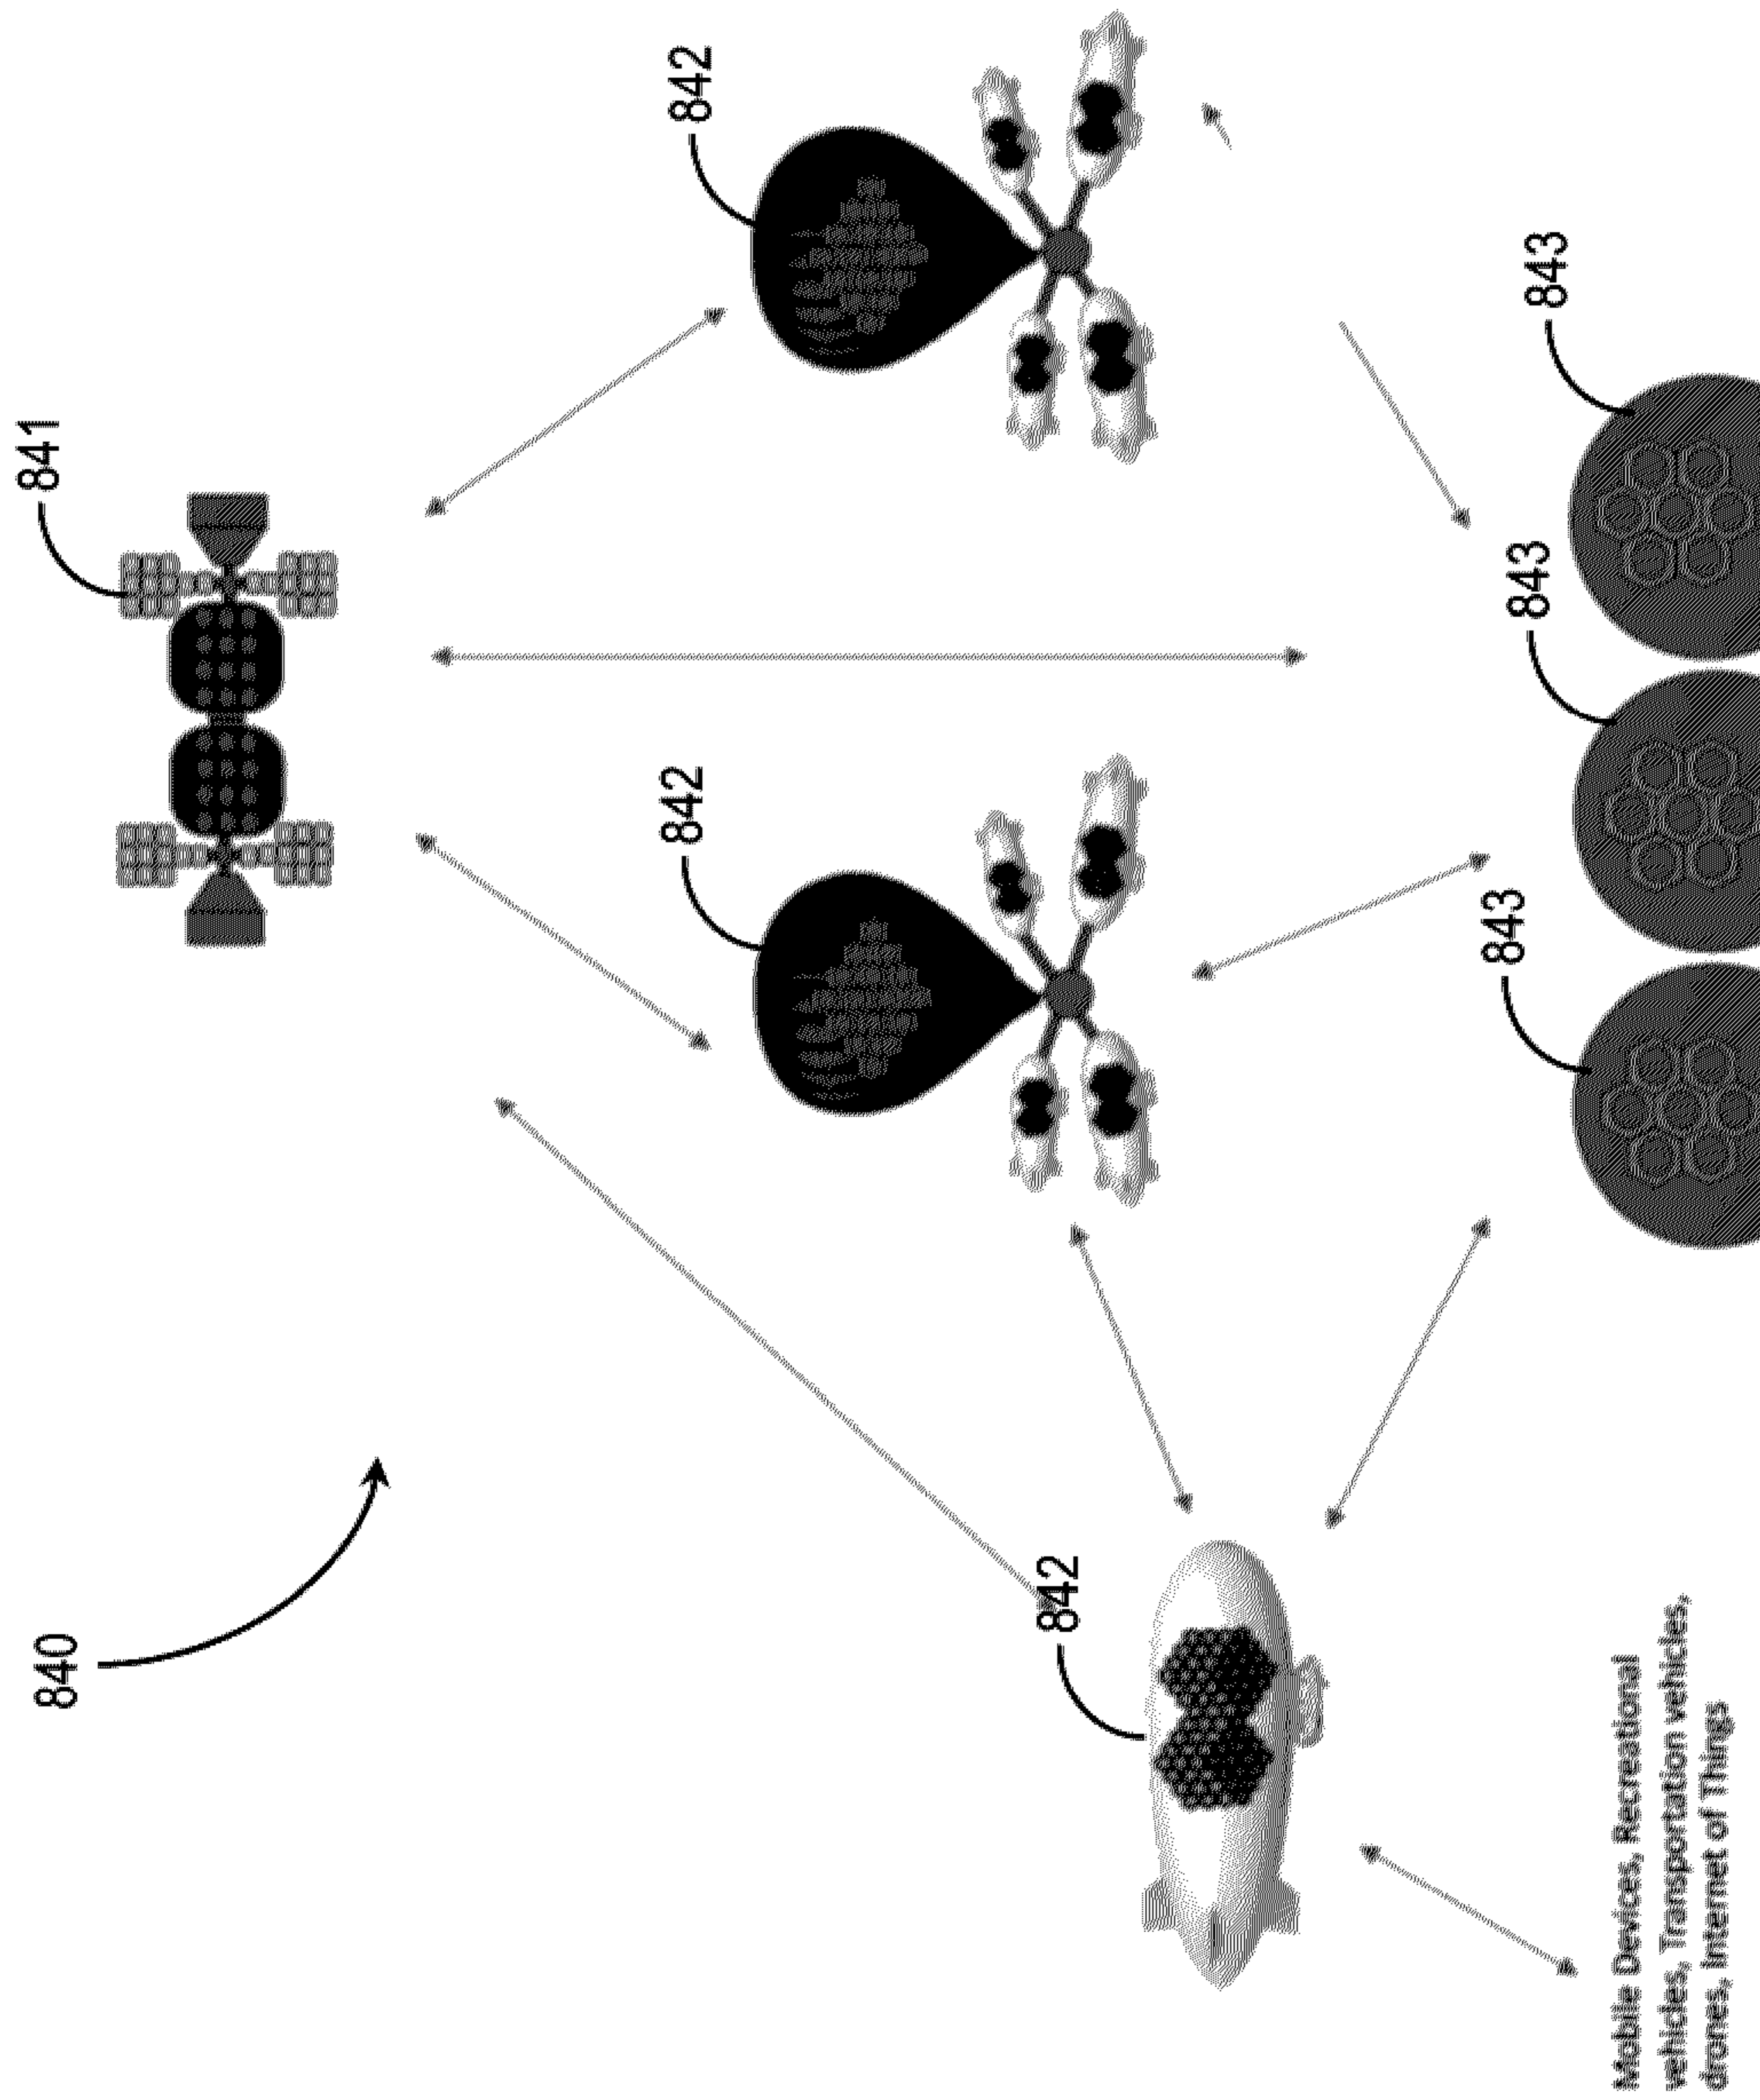 840
841
842
842
842
843
843
843
Mobile Devices, Recreational
vehicles, Transportation vehicles,
drones, Internet of Things